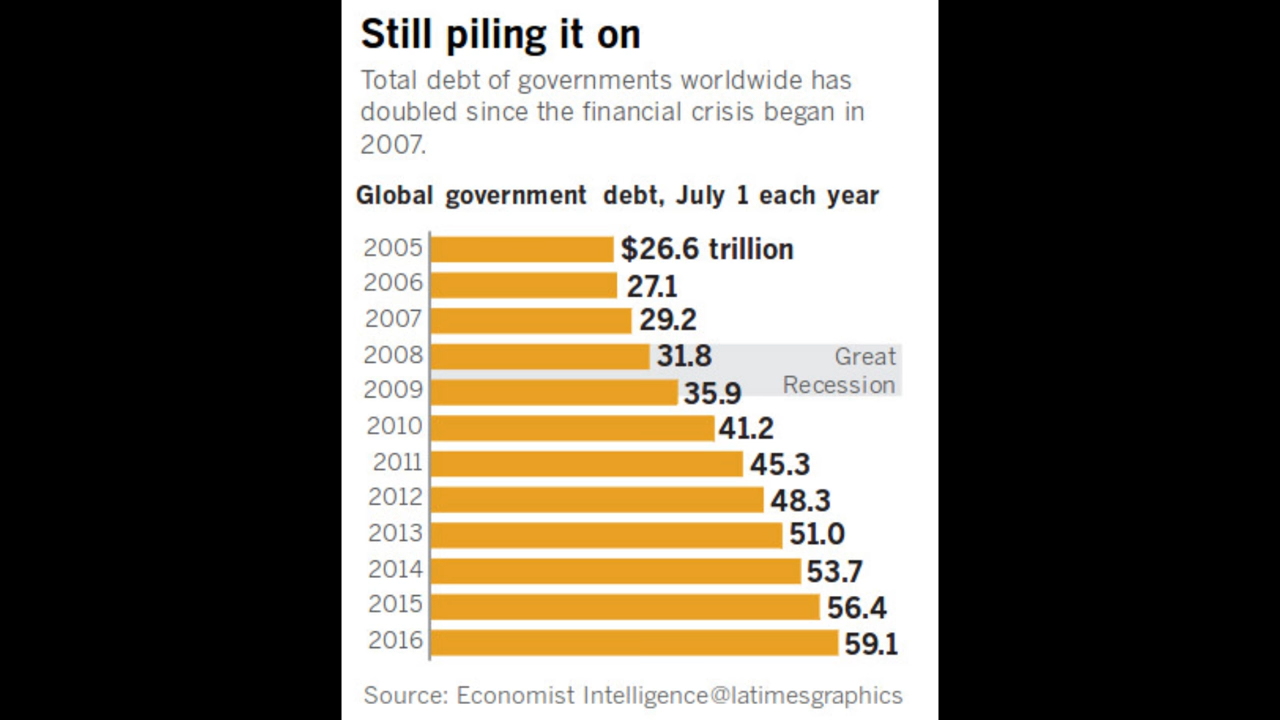 Still piling it on
Total debt of governments worldwide has
doubled since the financial crisis began in
2007.
Global government debt, July 1 each year
2005 $26.6 trillion
2006 27.1
2007 29.2
2008 31.8 Great
2009 35.9 Recession
2010 41.2
2011 45.3
2012 48.3
2013 51.0
2014 53.7
2015 56.4
2016 59.1
Source: Economist Intelligence@latimesgraphics